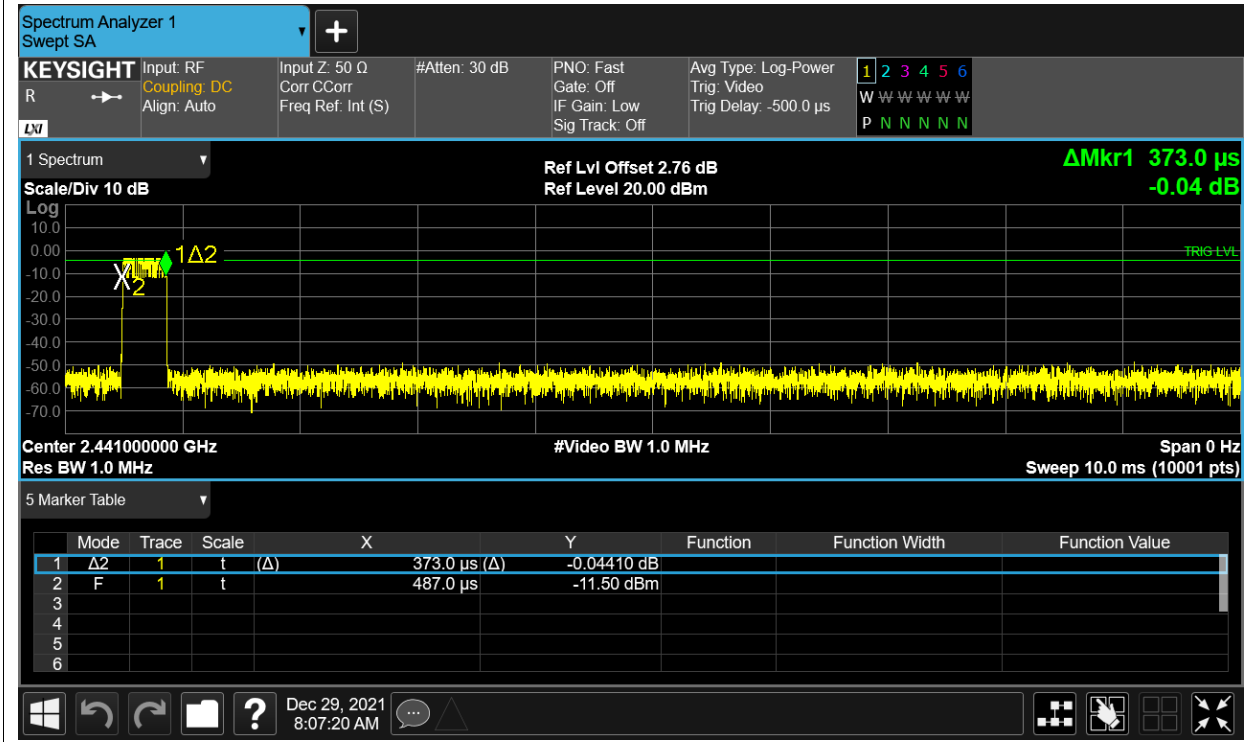 Spectrum Analyzer 1
Swept SA
KEYSIGHT Input: RF Input Z: 50 Ω #Atten: 30 dB PNO: Fast Avg Type: Log-Power 1 2 3 4 5 6
R Coupling: DC Corr CCorr Gate: Off Trig: Video W W W W W W
Align: Auto Freq Ref: Int (S) IF Gain: Low Trig Delay: -500.0 µs P N N N N N
LXI Sig Track: Off
1 Spectrum Ref Lvl Offset 2.76 dB ΔMkr1 373.0 µs
Scale/Div 10 dB Ref Level 20.00 dBm -0.04 dB
Log
10.0
0.00 1Δ2 TRIG LVL
-10.0 X2
-20.0
-30.0
-40.0
-50.0
-60.0
-70.0
Center 2.441000000 GHz #Video BW 1.0 MHz Span 0 Hz
Res BW 1.0 MHz Sweep 10.0 ms (10001 pts)
5 Marker Table
Mode Trace Scale X Y Function Function Width Function Value
1 Δ2 1 t (Δ) 373.0 µs (Δ) -0.04410 dB
2 F 1 t 487.0 µs -11.50 dBm
3
4
5
6
? Dec 29, 2021
8:07:20 AM